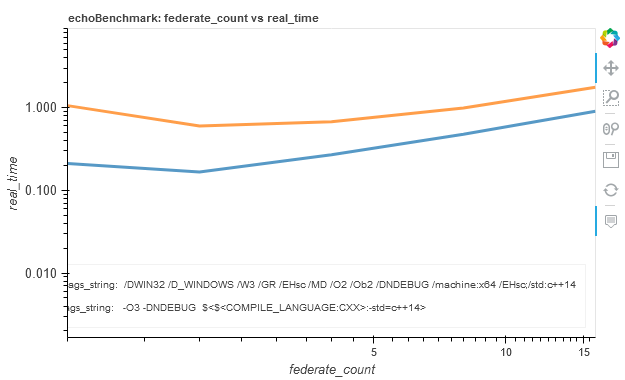 echoBenchmark: federate_count vs real_time
real_time
1.000
0.100
0.010
ags_string: /DWIN32 /D_WINDOWS /W3 /GR /EHsc /MD /O2 /Ob2 /DNDEBUG /machine:x64 /EHsc;/std:c++14
ags_string: -O3 -DNDEBUG $<$<COMPILE_LANGUAGE:CXX>:-std=c++14>
5
10
15
federate_count